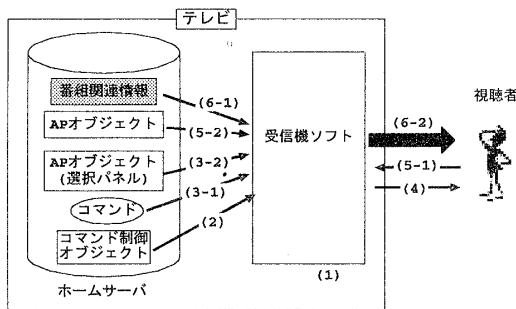 テレビ
番組関連情報
(6-1)
APオブジェクト
(5-2)
APオブジェクト
(選択パネル)
(3-2)
コマンド
(3-1)
コマンド制御
オブジェクト
(2)
ホームサーバ
受信機ソフト
(1)
(6-2)
(5-1)
(4)
視聴者